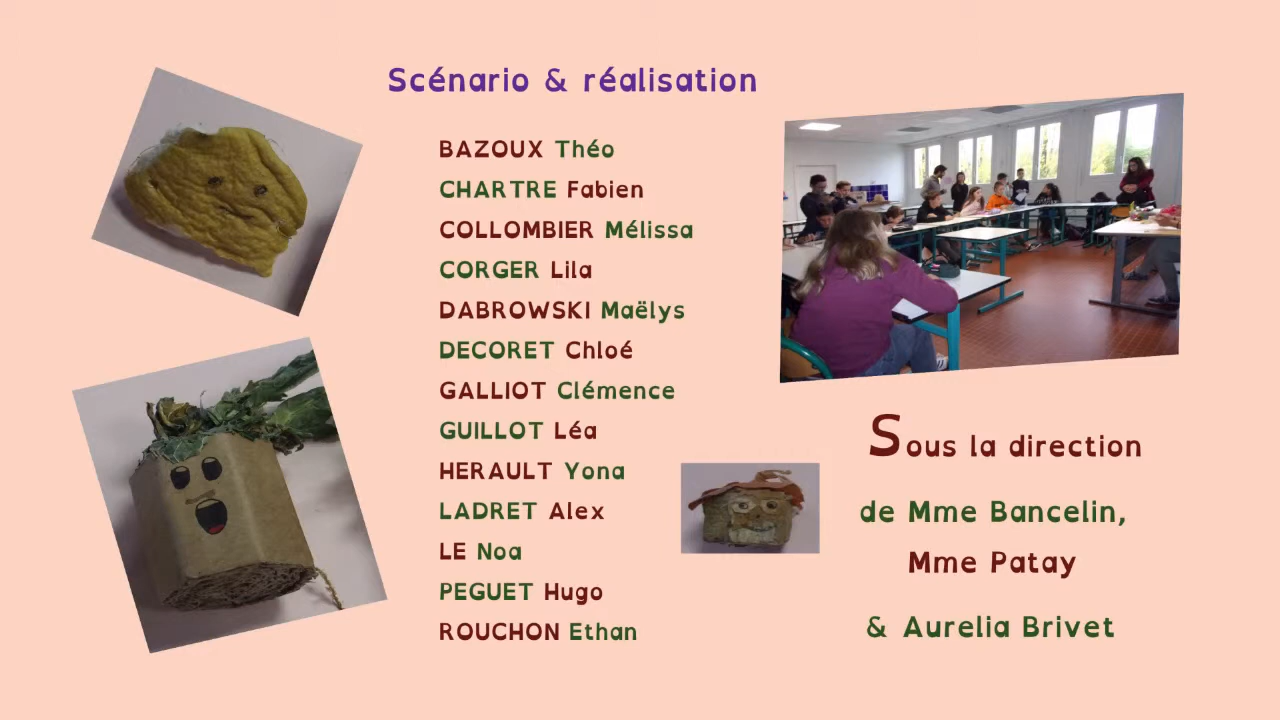 Scénario & réalisation
BAZOUX Théo
CHARTRE Fabien
COLLOMBIER Mélissa
CORGER Lila
DABROWSKI Maëlys
DECORET Chloé
GALLIOT Clémence
GUILLOT Léa
HERAULT Yona
LADRET Alex
LE Noa
PEGUET Hugo
ROUCHON Ethan
Sous la direction
de Mme Bancelin,
Mme Patay
& Aurelia Brivet